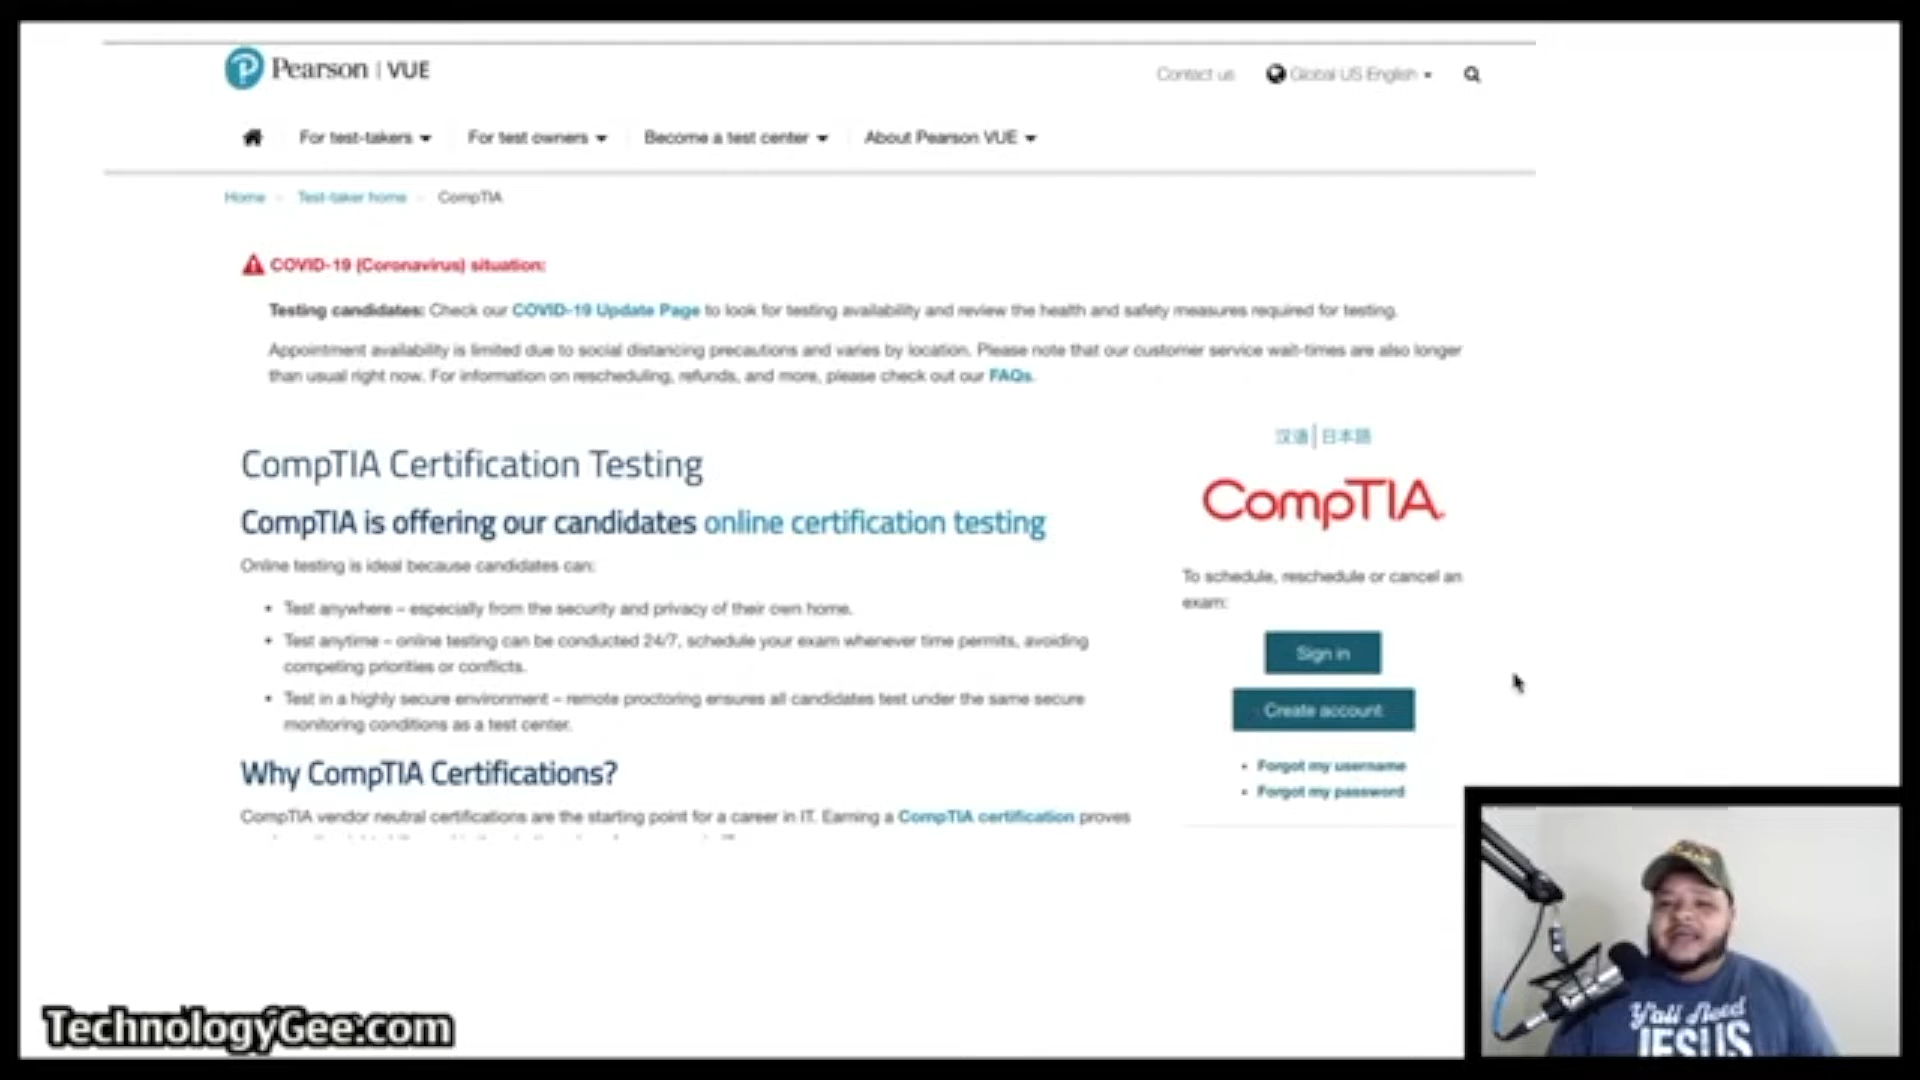 Pearson | VUE
Contact us
Global US English
For test-takers
For test owners
Become a test center
About Pearson VUE
Home
Test-taker home
CompTIA
COVID-19 (Coronavirus) situation:
Testing candidates: Check our COVID-19 Update Page to look for testing availability and review the health and safety measures required for testing.
Appointment availability is limited due to social distancing precautions and varies by location. Please note that our customer service wait-times are also longer
than usual right now. For information on rescheduling, refunds, and more, please check out our FAQs.
CompTIA Certification Testing
CompTIA is offering our candidates online certification testing
Online testing is ideal because candidates can:
• Test anywhere – especially from the security and privacy of their own home.
• Test anytime – online testing can be conducted 24/7, schedule your exam whenever time permits, avoiding
competing priorities or conflicts.
• Test in a highly secure environment – remote proctoring ensures all candidates test under the same secure
monitoring conditions as a test center.
Why CompTIA Certifications?
CompTIA vendor neutral certifications are the starting point for a career in IT. Earning a CompTIA certification proves
汉语 | 日本語
CompTIA.
To schedule, reschedule or cancel an
exam:
Sign in
Create account
• Forgot my username
• Forgot my password
TechnologyGee.com
Y'all Need
JESUS